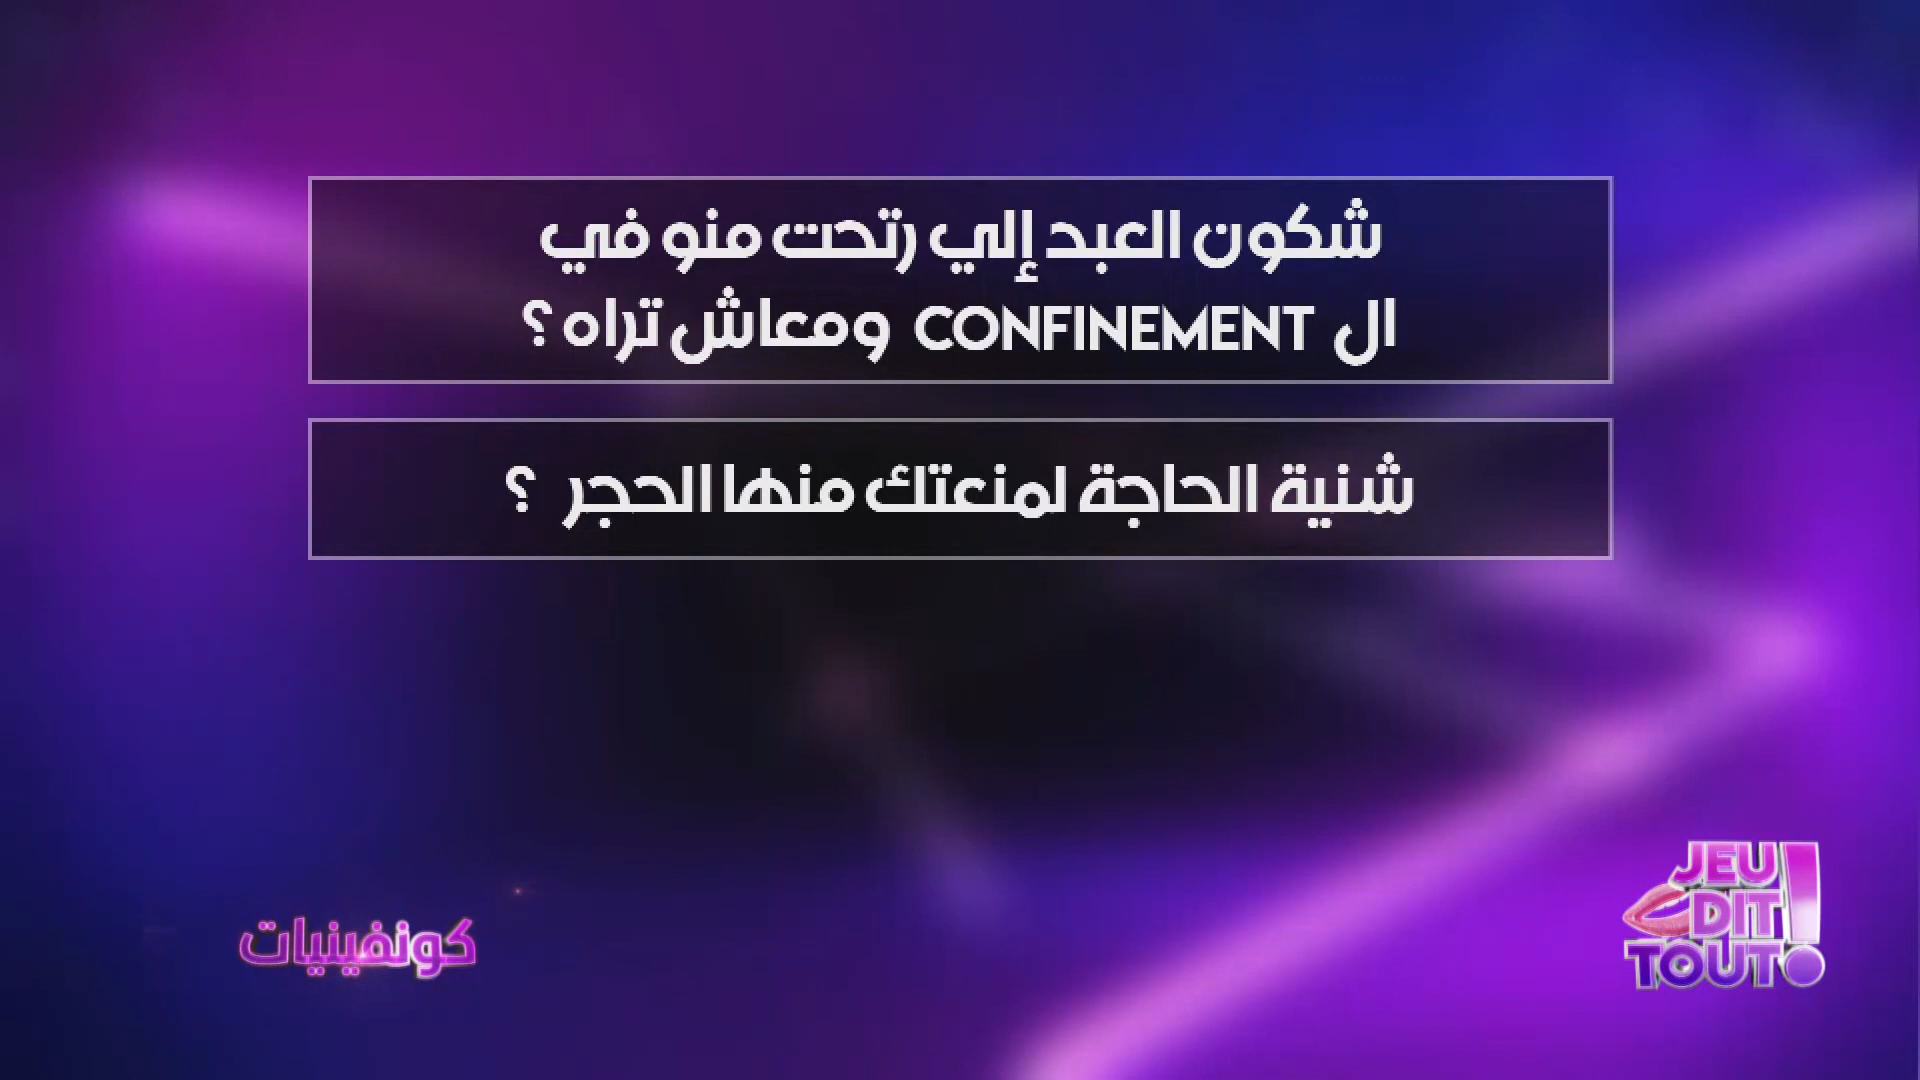 شكون العبد إلي رتحت منو في
ال CONFINEMENT ومعاش تراه ؟
شنية الحاجة لمنعتك منها الحجر ؟
كونفينيات
JEU
DIT
TOUT!